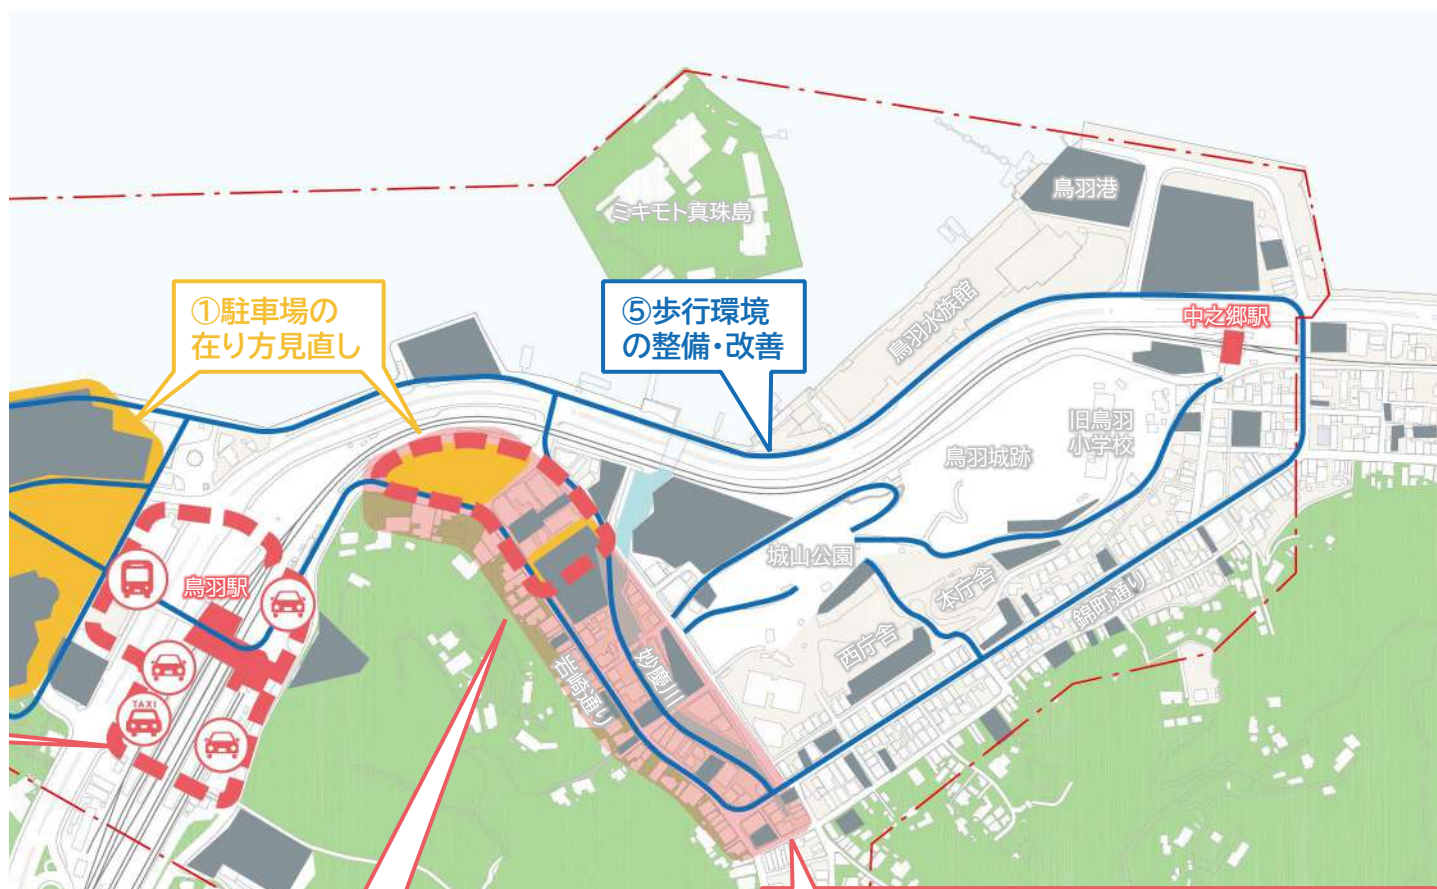 ミキモト真珠島
鳥羽港
①駐車場の
在り方見直し
⑤歩行環境
の整備・改善
鳥羽水族館
中之郷駅
旧鳥羽
小学校
鳥羽城跡
城山公園
鳥羽駅
本庁舎
錦町通り
西庁舎
妙慶川
岩崎通り
TAXI